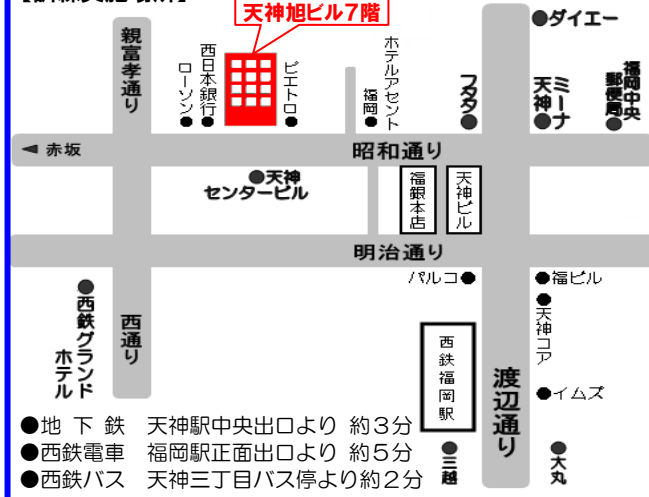 天神旭ビル7階
●ダイエー
親富孝通り
ローソン●
西日本銀行●
ピエトロ●
ホテルアセント
福岡●
フタタ●
ミーナ
天神●
福岡中央
郵便局●
◄ 赤坂
昭和通り
●天神
センタービル
福銀本店
天神ビル
明治通り
パルコ●
●福ビル
●天神コア
●西鉄グランド
ホテル
西通り
西鉄福岡駅
渡辺通り
●イムズ
●三越
●大丸
●地 下 鉄 天神駅中央出口より 約3分
●西鉄電車 福岡駅正面出口より 約5分
●西鉄バス 天神三丁目バス停より約2分